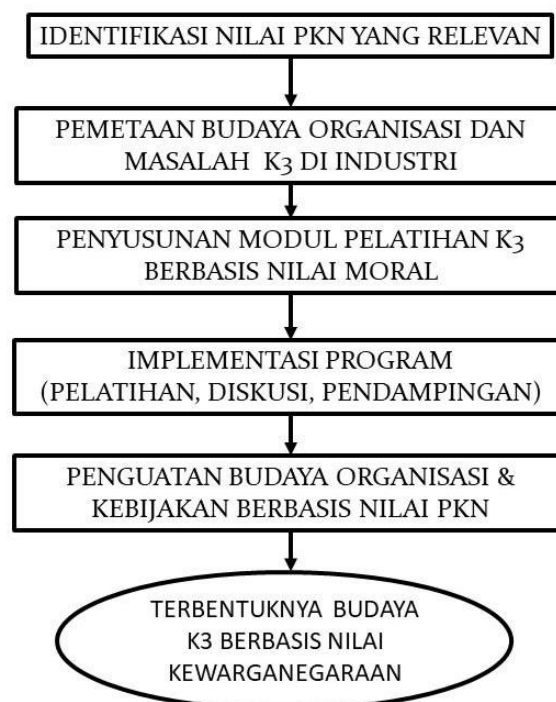 IDENTIFIKASI NILAI PKN YANG RELEVAN
PEMETAAN BUDAYA ORGANISASI DAN
MASALAH K3 DI INDUSTRI
PENYUSUNAN MODUL PELATIHAN K3
BERBASIS NILAI MORAL
IMPLEMENTASI PROGRAM
(PELATIHAN, DISKUSI, PENDAMPINGAN)
PENGUATAN BUDAYA ORGANISASI &
KEBIJAKAN BERBASIS NILAI PKN
TERBENTUKNYA BUDAYA
K3 BERBASIS NILAI
KEWARGANEGARAAN